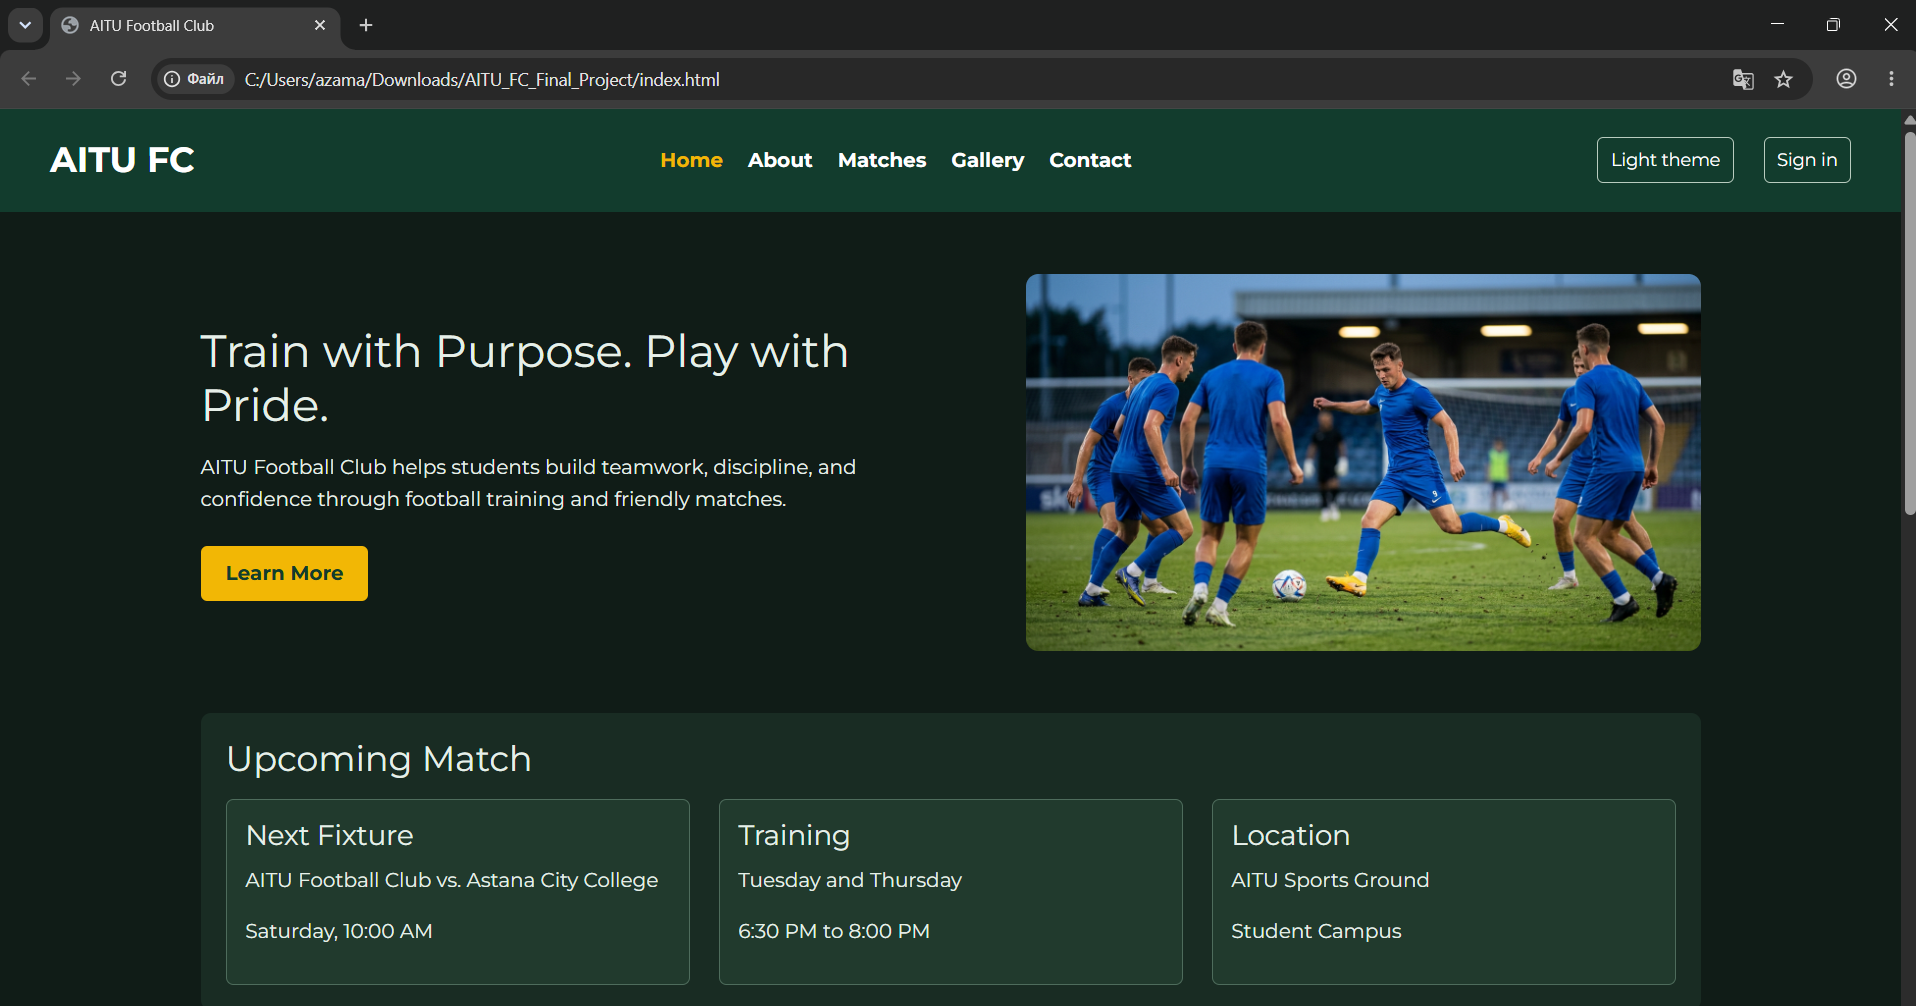 AITU Football Club
Файл
C:/Users/azama/Downloads/AITU_FC_Final_Project/index.html
AITU FC
Home
About
Matches
Gallery
Contact
Light theme
Sign in
Train with Purpose. Play with
Pride.
AITU Football Club helps students build teamwork, discipline, and
confidence through football training and friendly matches.
Learn More
sky
9
Upcoming Match
Next Fixture
AITU Football Club vs. Astana City College
Saturday, 10:00 AM
Training
Tuesday and Thursday
6:30 PM to 8:00 PM
Location
AITU Sports Ground
Student Campus